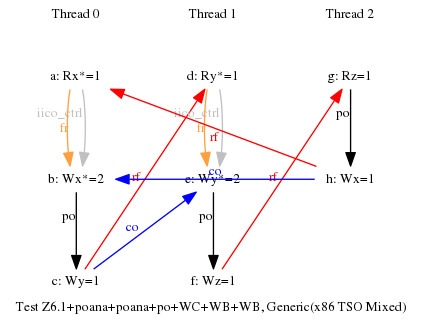 Thread 0 Thread 1 Thread 2
a: Rx*=1 d: Ry*=1 g: Rz=1
iico_ctrl iico_ctrl po
fr fr rf
b: Wx*=2 rf e: Wy*=2 co rf h: Wx=1
po co po
c: Wy=1 f: Wz=1
Test Z6.1+poana+poana+po+WC+WB+WB, Generic(x86 TSO Mixed)